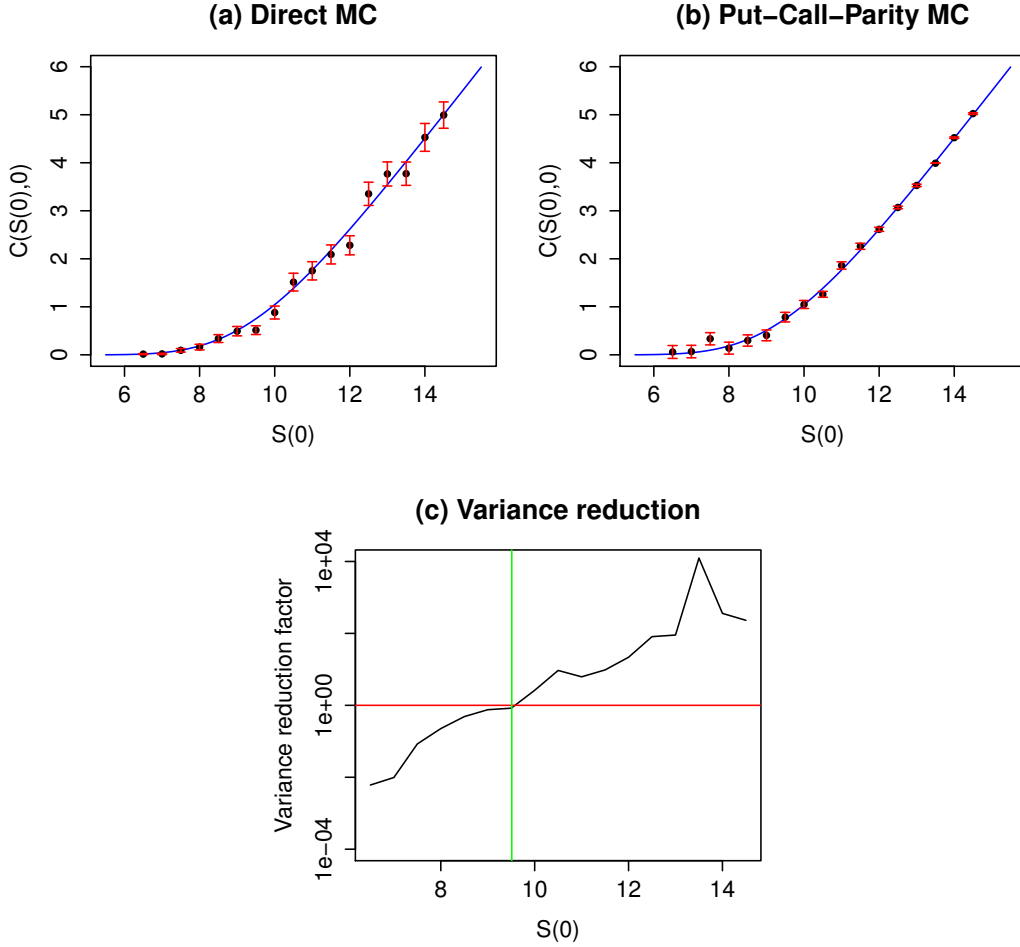 (a) Direct MC
C(S(0),0)
0 1 2 3 4 5 6
6 8 10 12 14
S(0)
(b) Put−Call−Parity MC
C(S(0),0)
0 1 2 3 4 5 6
6 8 10 12 14
S(0)
(c) Variance reduction
Variance reduction factor
1e−04 1e+00 1e+04
8 10 12 14
S(0)